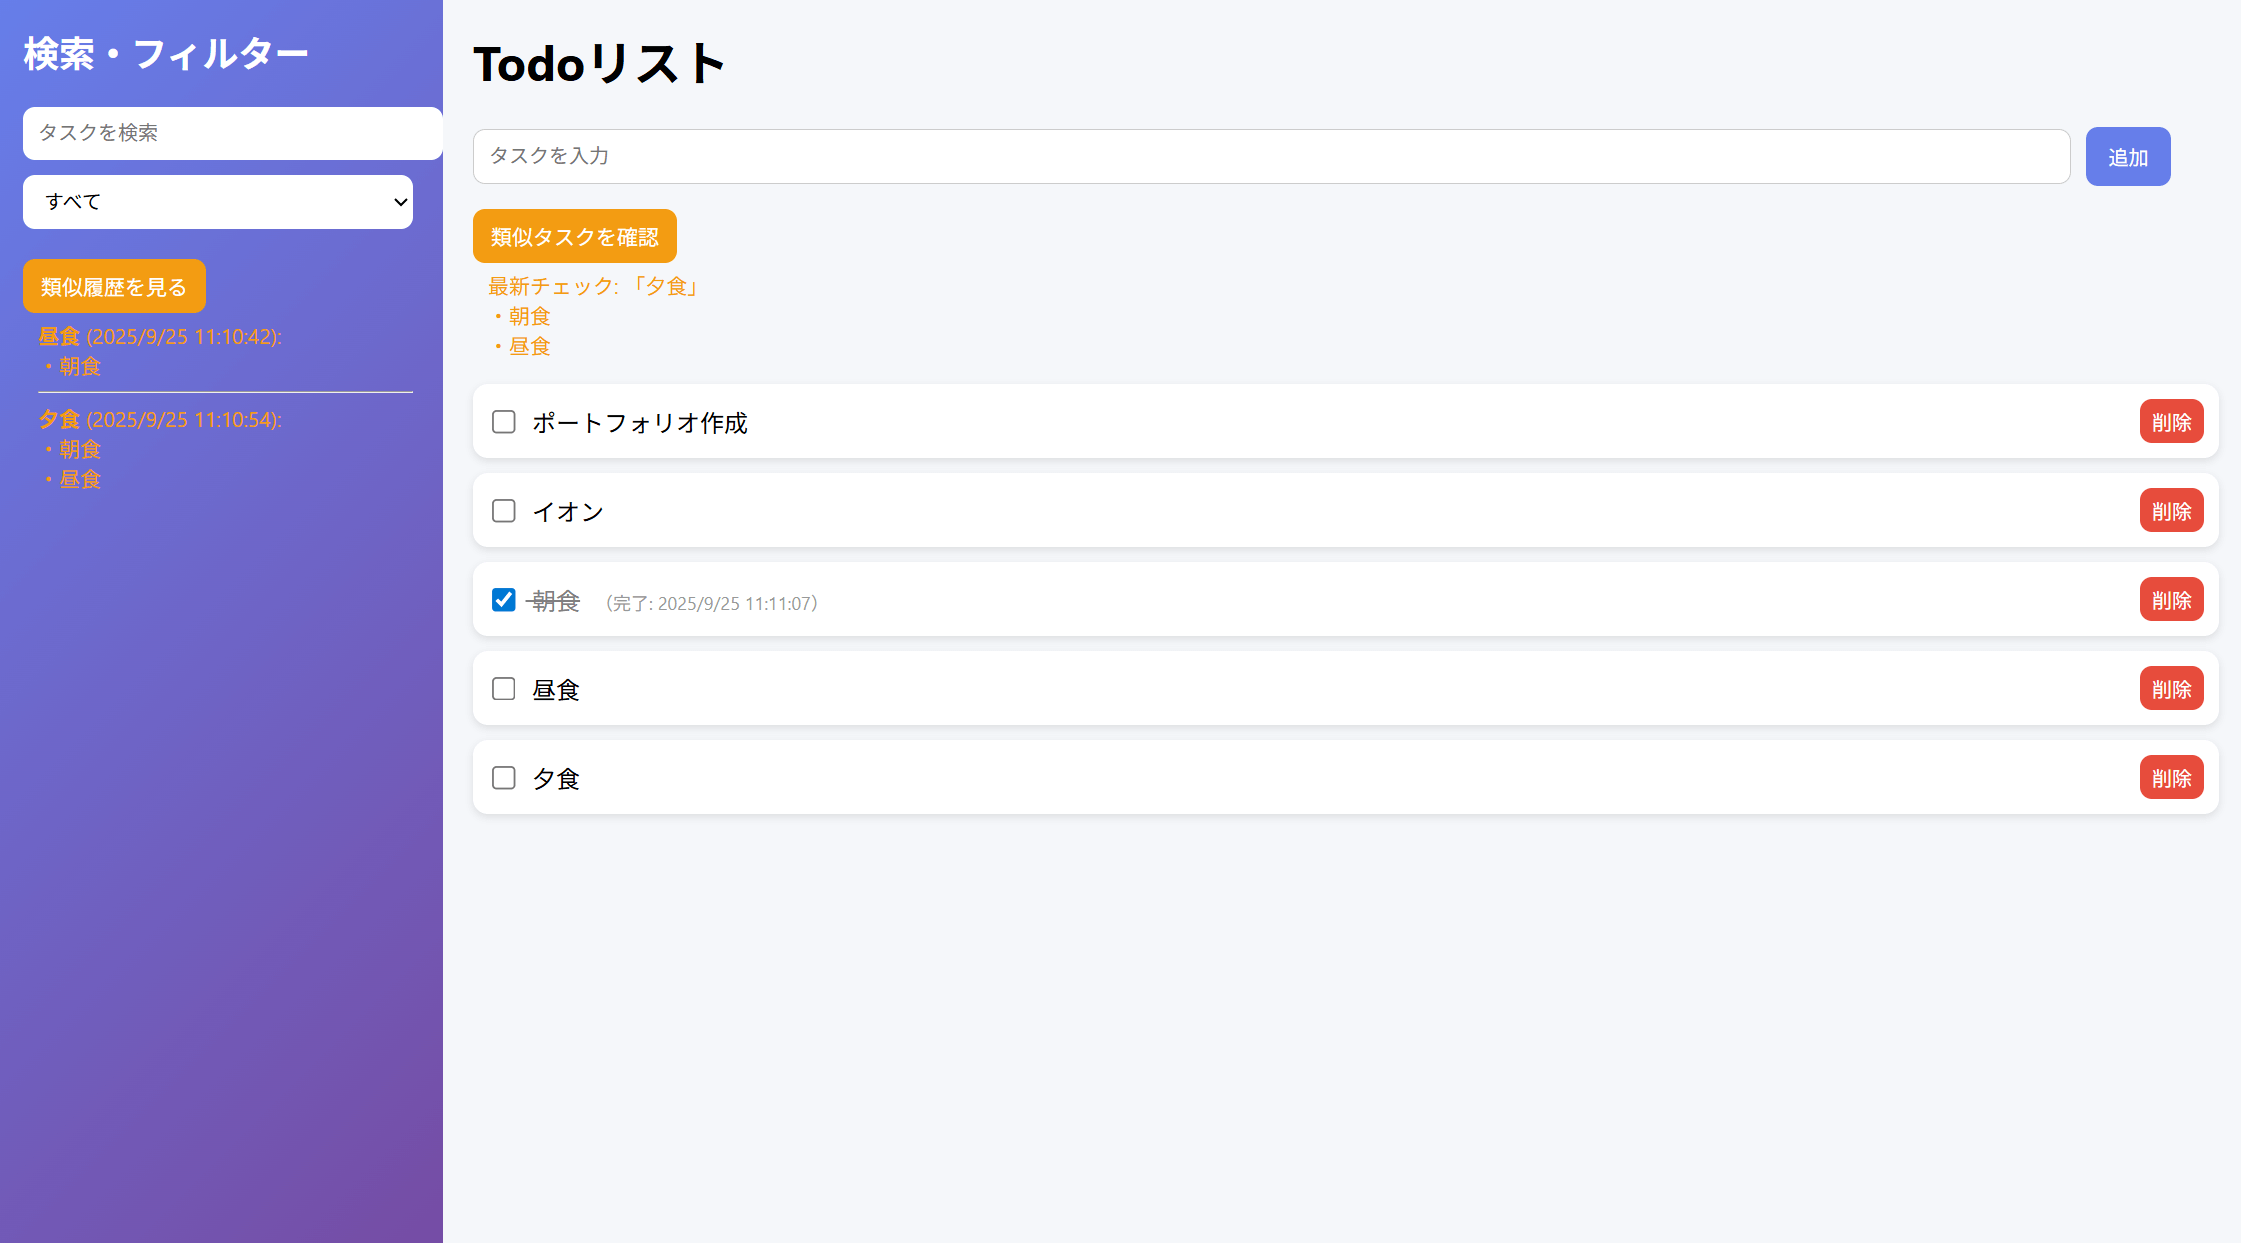 検索・フィルター
タスクを検索
すべて
類似履歴を見る
昼食 (2025/9/25 11:10:42):
・朝食
夕食 (2025/9/25 11:10:54):
・朝食
・昼食
Todoリスト
タスクを入力
追加
類似タスクを確認
最新チェック: 「夕食」
・朝食
・昼食
ポートフォリオ作成 削除
イオン 削除
朝食 （完了: 2025/9/25 11:11:07） 削除
昼食 削除
夕食 削除